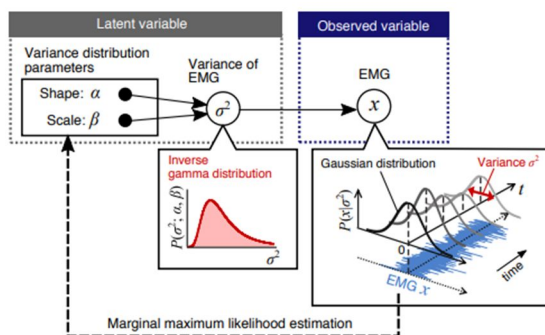 Latent variable
Observed variable
Variance distribution
parameters
Shape: α
Scale: β
Variance of
EMG
σ²
EMG
x
Inverse
gamma distribution
P(σ²; α, β)
σ²
Gaussian distribution
Variance σ²
P(x|σ²)
t
0
EMG x
time
Marginal maximum likelihood estimation